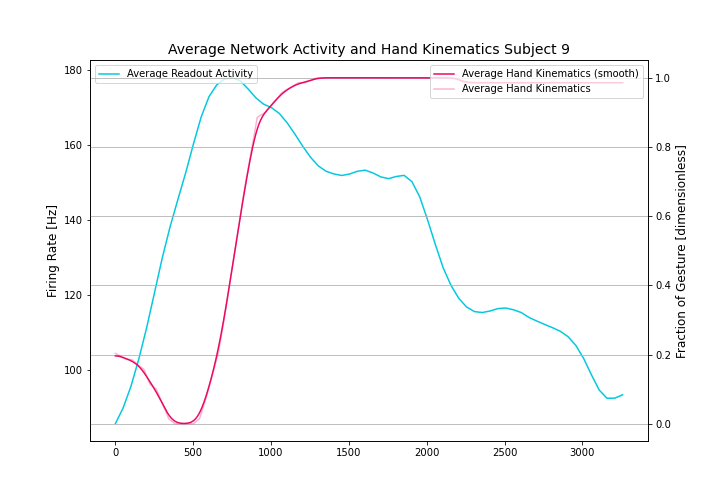 Average Network Activity and Hand Kinematics Subject 9
Average Readout Activity
Average Hand Kinematics (smooth)
Average Hand Kinematics
Firing Rate [Hz]
180
160
140
120
100
Fraction of Gesture [dimensionless]
1.0
0.8
0.6
0.4
0.2
0.0
0 500 1000 1500 2000 2500 3000